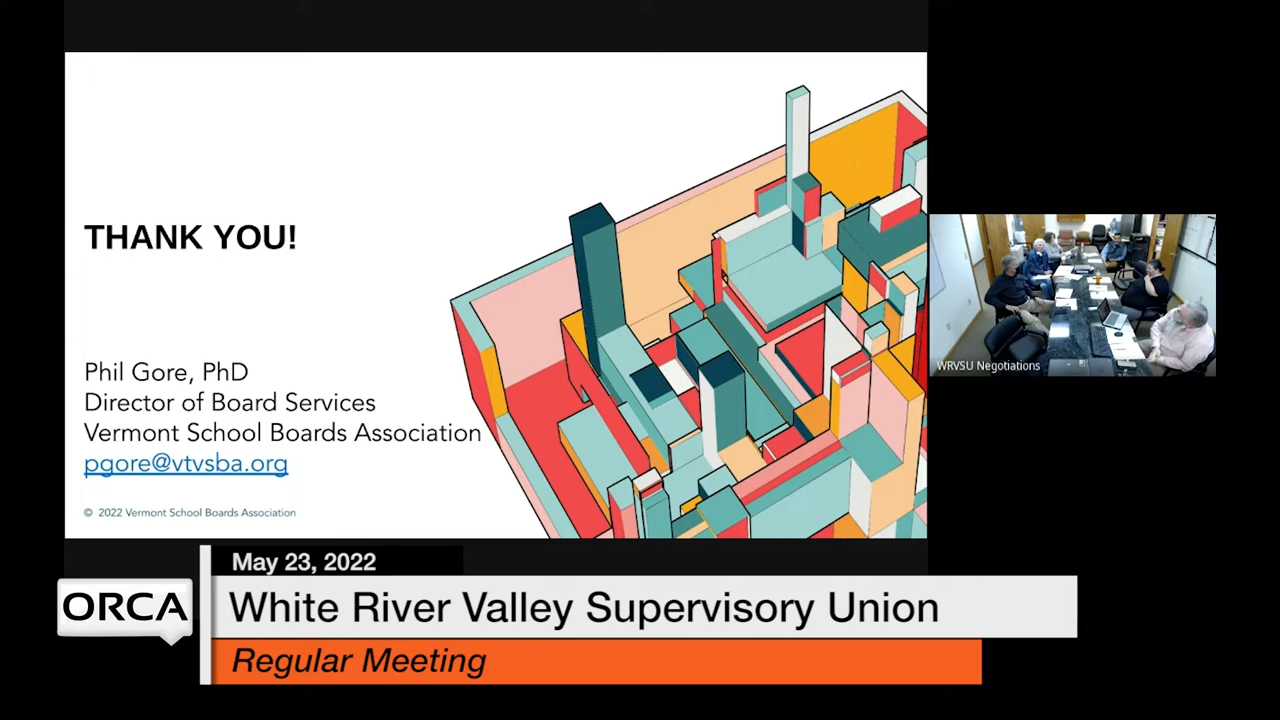 THANK YOU!
Phil Gore, PhD
Director of Board Services
Vermont School Boards Association
pgore@vtvsba.org
© 2022 Vermont School Boards Association
WRVSU Negotiations
May 23, 2022
ORCA
White River Valley Supervisory Union
Regular Meeting